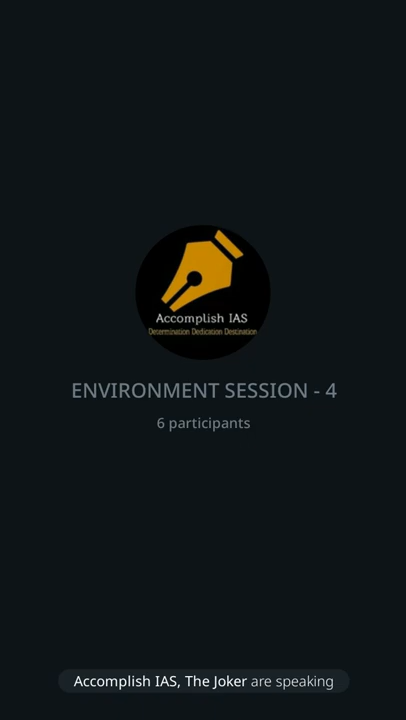 Accomplish IAS
Determination Dedication Destination
ENVIRONMENT SESSION - 4
6 participants
Accomplish IAS, The Joker are speaking